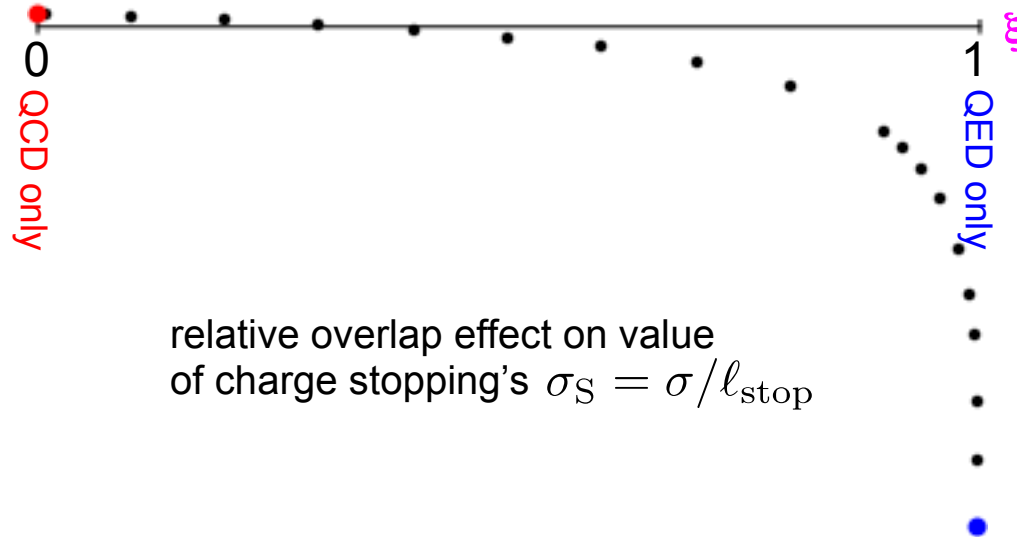 0
1
QCD only
QED only
relative overlap effect on value
of charge stopping's σ_S = σ/ℓ_stop